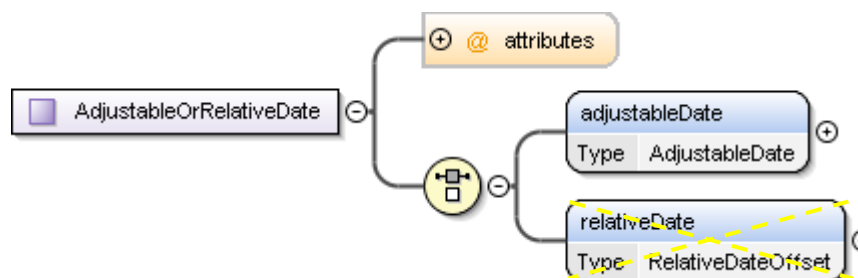 @ attributes
AdjustableOrRelativeDate
adjustableDate
Type AdjustableDate
relativeDate
Type RelativeDateOffset